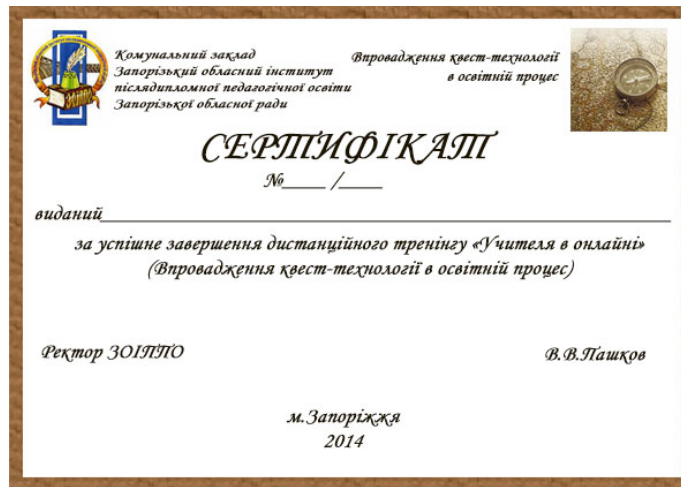 Комунальний заклад
Запорізький обласний інститут
післядипломної педагогічної освіти
Запорізької обласної ради
Впровадження квест-технології
в освітній процес
СЕРТИФІКАТ
№____ /____
виданий
за успішне завершення дистанційного тренінгу «Учителя в онлайні»
(Впровадження квест-технології в освітній процес)
Ректор ЗОІППО
В.В.Пашков
м.Запоріжжя
2014